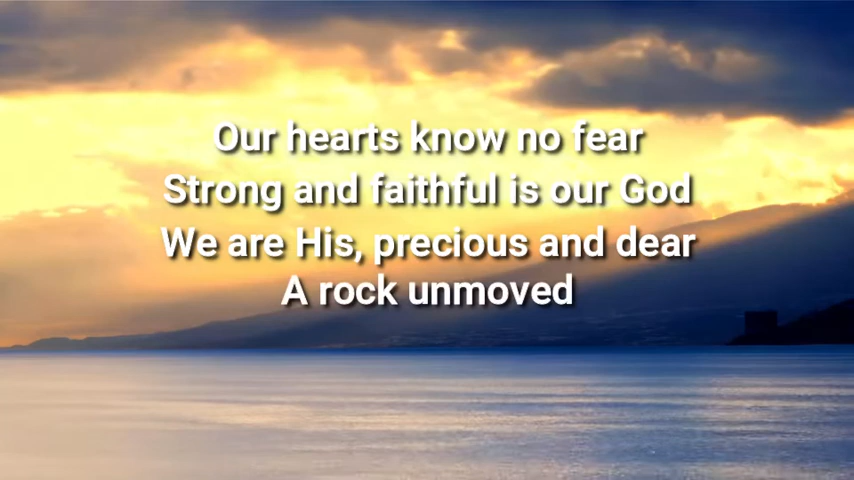 Our hearts know no fear
Strong and faithful is our God
We are His, precious and dear
A rock unmoved